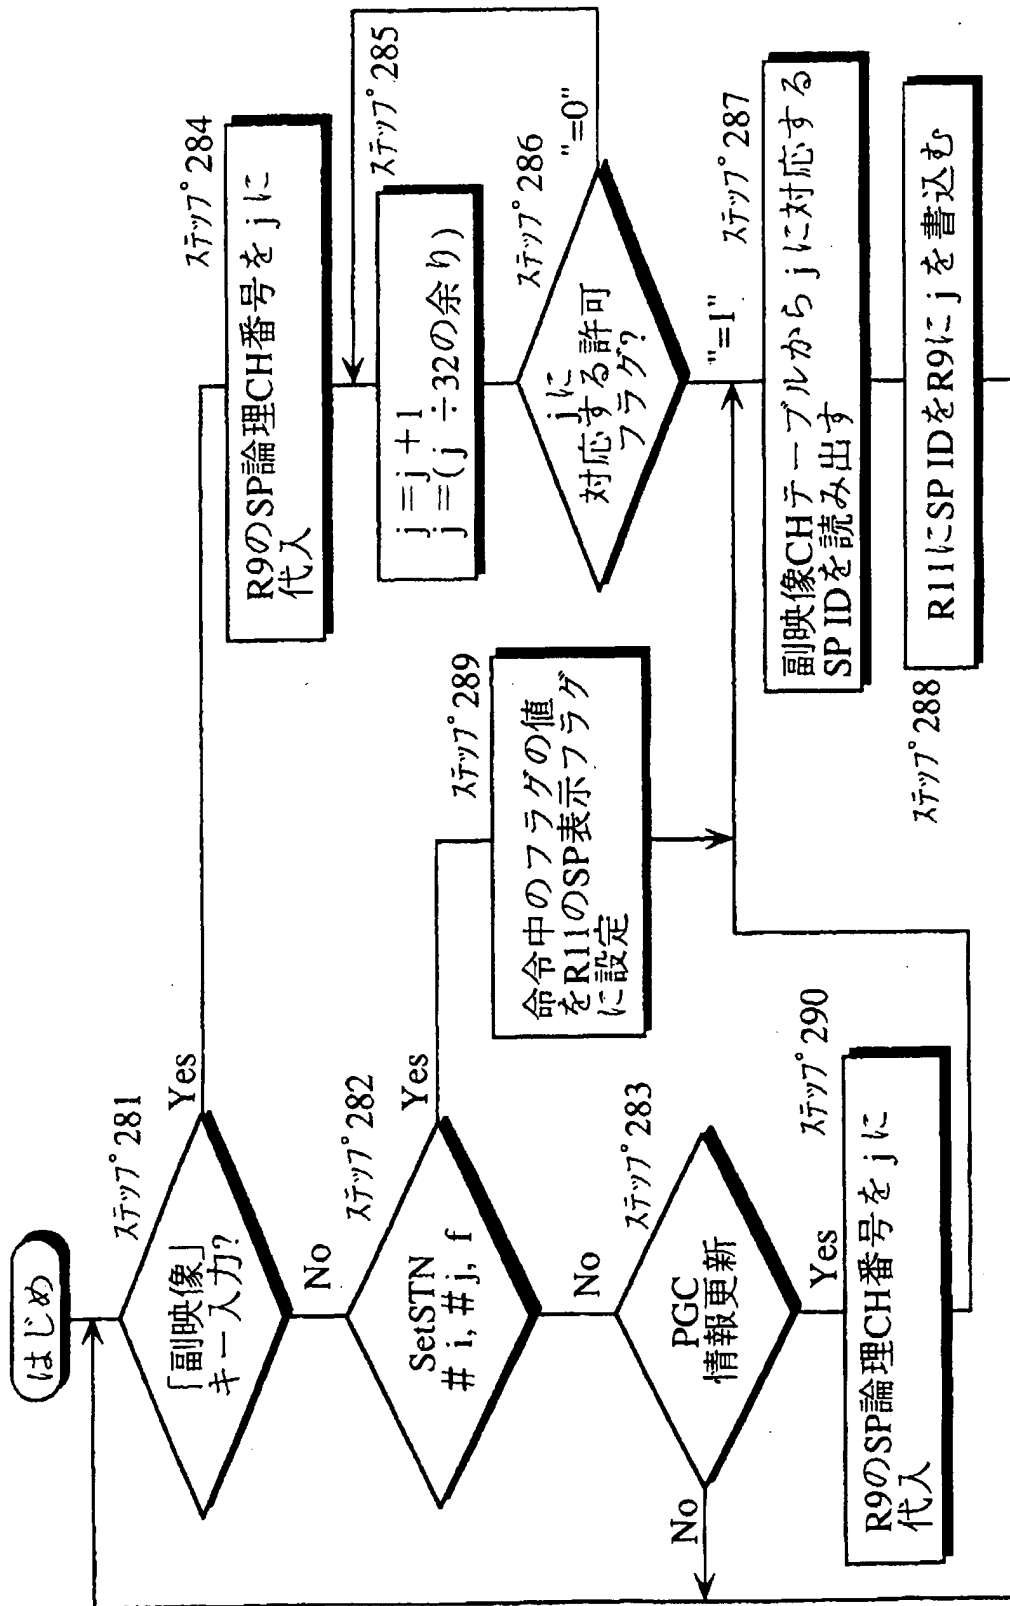 はじめ
ステップ281
「副映像」
キー入力?
Yes
No
ステップ282
SetSTN
# i, # j, f
Yes
No
ステップ283
PGC
情報更新
No
Yes
ステップ290
R9のSP論理CH番号をjに
代入
ステップ289
命令中のフラグの値
をR11のSP表示フラグ
に設定
ステップ284
R9のSP論理CH番号をjに
代入
ステップ285
j =j + 1
j =(j ÷32の余り)
ステップ286
jに
対応する許可
フラグ?
"=0"
"=1"
ステップ287
副映像CHテーブルからjに対応する
SP IDを読み出す
ステップ288
R11にSP IDをR9にjを書込む